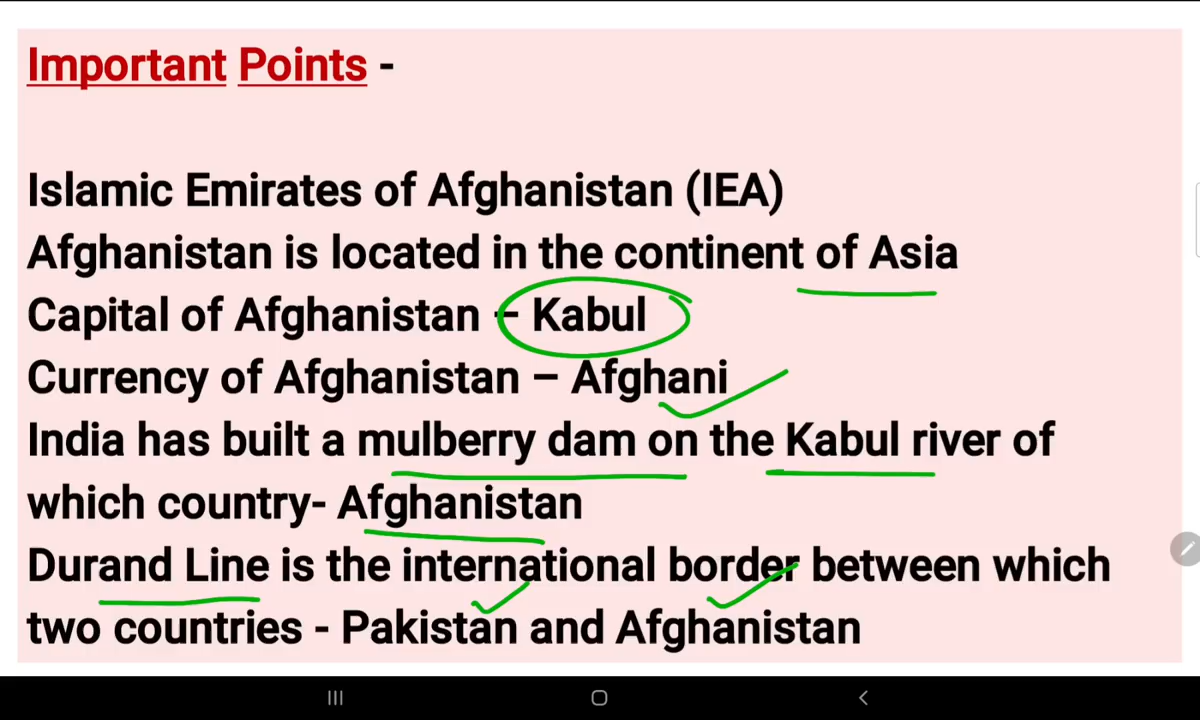 Important Points -
Islamic Emirates of Afghanistan (IEA)
Afghanistan is located in the continent of Asia
Capital of Afghanistan – Kabul
Currency of Afghanistan – Afghani
India has built a mulberry dam on the Kabul river of
which country- Afghanistan
Durand Line is the international border between which
two countries - Pakistan and Afghanistan